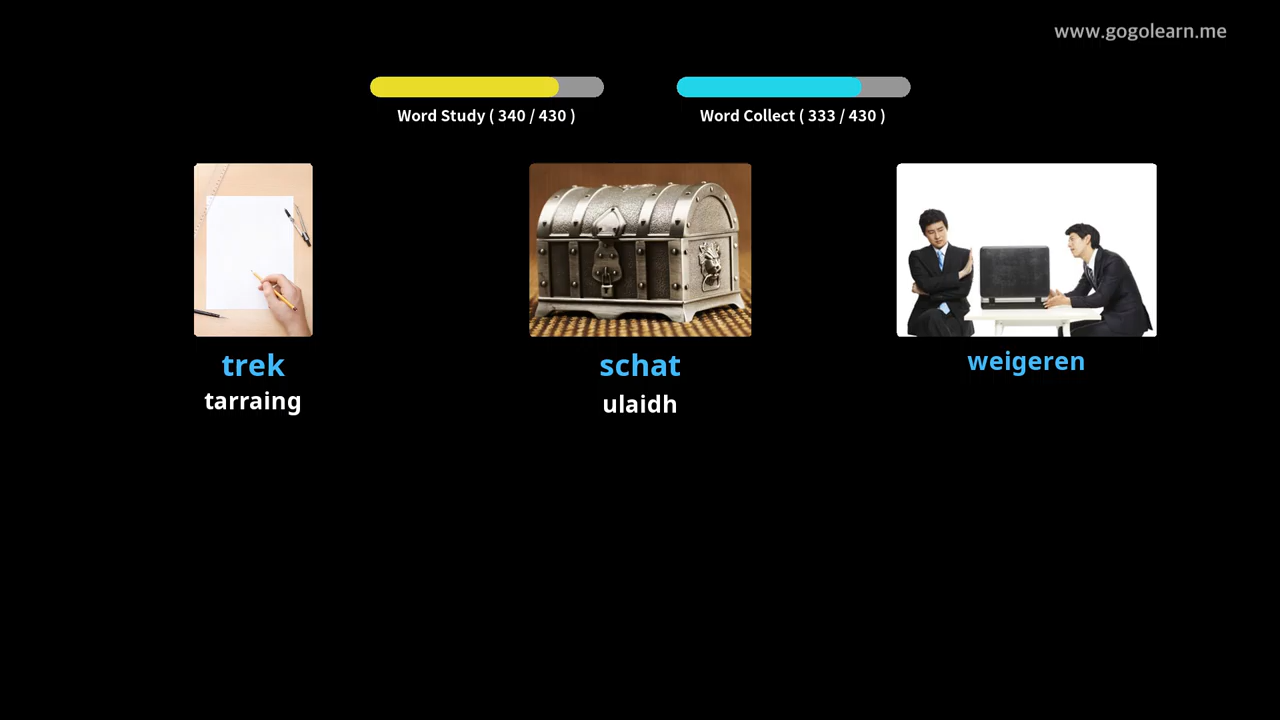 www.gogolearn.me
Word Study ( 340 / 430 )
Word Collect ( 333 / 430 )
trek
tarraing
schat
ulaidh
weigeren